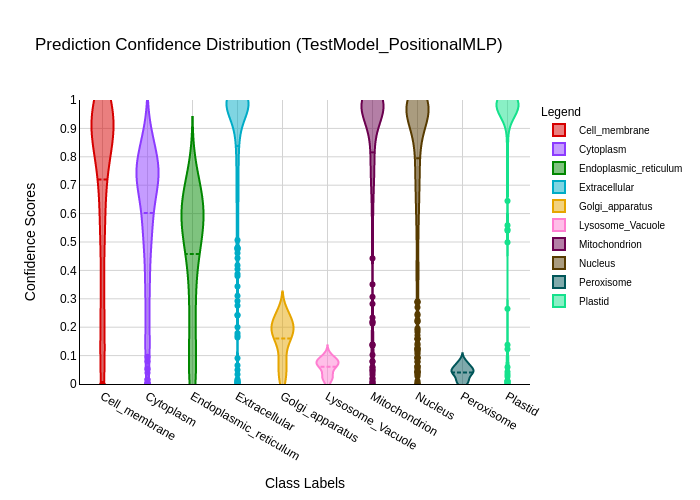 Prediction Confidence Distribution (TestModel_PositionalMLP)
Confidence Scores
1
0.9
0.8
0.7
0.6
0.5
0.4
0.3
0.2
0.1
0
Cell_membrane
Cytoplasm
Endoplasmic_reticulum
Extracellular
Golgi_apparatus
Lysosome_Vacuole
Mitochondrion
Nucleus
Peroxisome
Plastid
Class Labels
Legend
Cell_membrane
Cytoplasm
Endoplasmic_reticulum
Extracellular
Golgi_apparatus
Lysosome_Vacuole
Mitochondrion
Nucleus
Peroxisome
Plastid